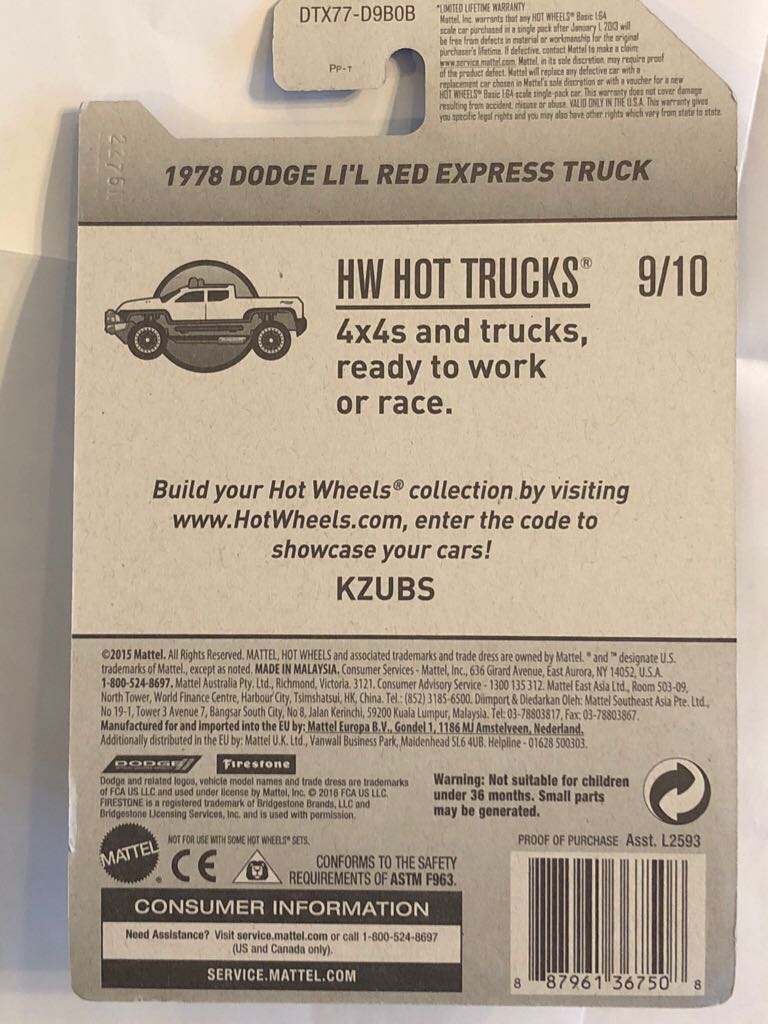 DTX77-D9B0B
PP-T
*LIMITED LIFETIME WARRANTY
Mattel, Inc. warrants that any HOT WHEELS® Basic 1:64
scale car purchased in a single pack after January 1, 2013 will
be free from defects in material or workmanship for the original
purchaser's lifetime. If defective, contact Mattel to make a claim:
www.service.mattel.com. Mattel, in its sole discretion, may require proof
of the product defect. Mattel will replace any defective car with a
replacement car chosen in Mattel's sole discretion or with a voucher for a new
HOT WHEELS® Basic 1:64 scale single-pack car. This warranty does not cover damage
resulting from accident, misuse or abuse. VALID ONLY IN THE U.S.A. This warranty gives
you specific legal rights and you may also have other rights which vary from state to state.
1978 DODGE LI'L RED EXPRESS TRUCK
HW HOT TRUCKS® 9/10
4x4s and trucks,
ready to work
or race.
Build your Hot Wheels® collection by visiting
www.HotWheels.com, enter the code to
showcase your cars!
KZUBS
©2015 Mattel. All Rights Reserved. MATTEL, HOT WHEELS and associated trademarks and trade dress are owned by Mattel. ® and ™ designate U.S.
trademarks of Mattel, except as noted. MADE IN MALAYSIA. Consumer Services - Mattel, Inc., 636 Girard Avenue, East Aurora, NY 14052, U.S.A.
1-800-524-8697. Mattel Australia Pty. Ltd., Richmond, Victoria. 3121. Consumer Advisory Service - 1300 135 312. Mattel East Asia Ltd., Room 503-09,
North Tower, World Finance Centre, Harbour City, Tsimshatsui, HK, China. Tel.: (852) 3185-6500. Diimport & Diedarkan Oleh: Mattel Southeast Asia Pte. Ltd.,
No 19-1, Tower 3 Avenue 7, Bangsar South City, No 8, Jalan Kerinchi, 59200 Kuala Lumpur, Malaysia. Tel: 03-78803817, Fax: 03-78803867.
Manufactured for and imported into the EU by: Mattel Europa B.V., Gondel 1, 1186 MJ Amstelveen, Nederland.
Additionally distributed in the EU by: Mattel U.K. Ltd., Vanwall Business Park, Maidenhead SL6 4UB. Helpline - 01628 500303.
DODGE Firestone
Dodge and related logos, vehicle model names and trade dress are trademarks
of FCA US LLC and used under license by Mattel, Inc. © 2016 FCA US LLC.
FIRESTONE is a registered trademark of Bridgestone Brands, LLC and
Bridgestone Licensing Services, Inc. and is used with permission.
Warning: Not suitable for children
under 36 months. Small parts
may be generated.
MATTEL®
NOT FOR USE WITH SOME HOT WHEELS® SETS.
CE
CONFORMS TO THE SAFETY
REQUIREMENTS OF ASTM F963.
PROOF OF PURCHASE Asst. L2593
CONSUMER INFORMATION
Need Assistance? Visit service.mattel.com or call 1-800-524-8697
(US and Canada only).
SERVICE.MATTEL.COM
8 87961 36750 8